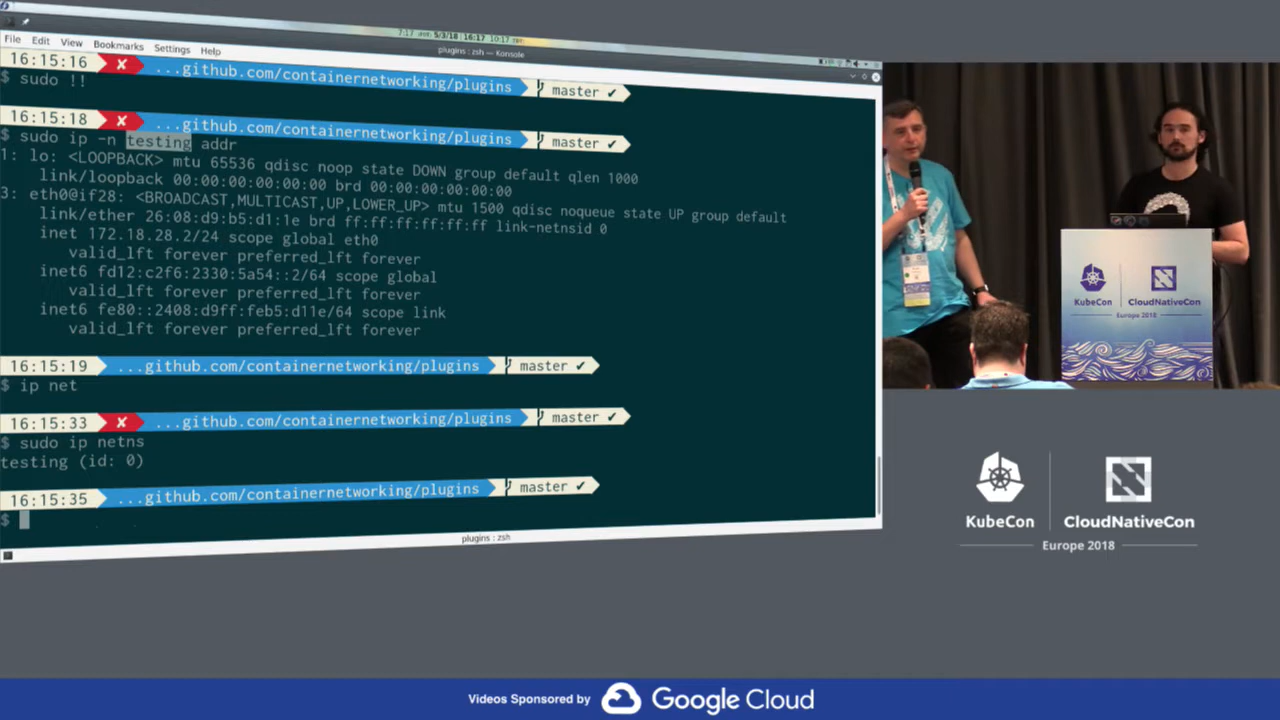 7:17 5/3/18 16:17 10:17
plugins : zsh — Konsole
File Edit View Bookmarks Settings Help
16:15:16 ✘ ...github.com/containernetworking/plugins master ✔
$ sudo !!
16:15:18 ✘ ...github.com/containernetworking/plugins master ✔
$ sudo ip -n testing addr
1: lo: <LOOPBACK> mtu 65536 qdisc noop state DOWN group default qlen 1000
link/loopback 00:00:00:00:00:00 brd 00:00:00:00:00:00
3: eth0@if28: <BROADCAST,MULTICAST,UP,LOWER_UP> mtu 1500 qdisc noqueue state UP group default
link/ether 26:08:d9:b5:d1:1e brd ff:ff:ff:ff:ff:ff link-netnsid 0
inet 172.18.28.2/24 scope global eth0
valid_lft forever preferred_lft forever
inet6 fd12:c2f6:2330:5a54::2/64 scope global
valid_lft forever preferred_lft forever
inet6 fe80::2408:d9ff:feb5:d11e/64 scope link
valid_lft forever preferred_lft forever
16:15:19 ...github.com/containernetworking/plugins master ✔
$ ip net
16:15:33 ✘ ...github.com/containernetworking/plugins master ✔
$ sudo ip netns
testing (id: 0)
16:15:35 ...github.com/containernetworking/plugins master ✔
$
plugins : zsh
KubeCon CloudNativeCon
Europe 2018
KubeCon CloudNativeCon
Europe 2018
Videos Sponsored by Google Cloud